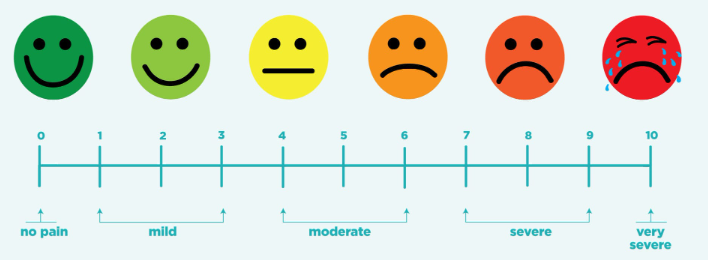 0 1 2 3 4 5 6 7 8 9 10
no pain mild moderate severe very
severe